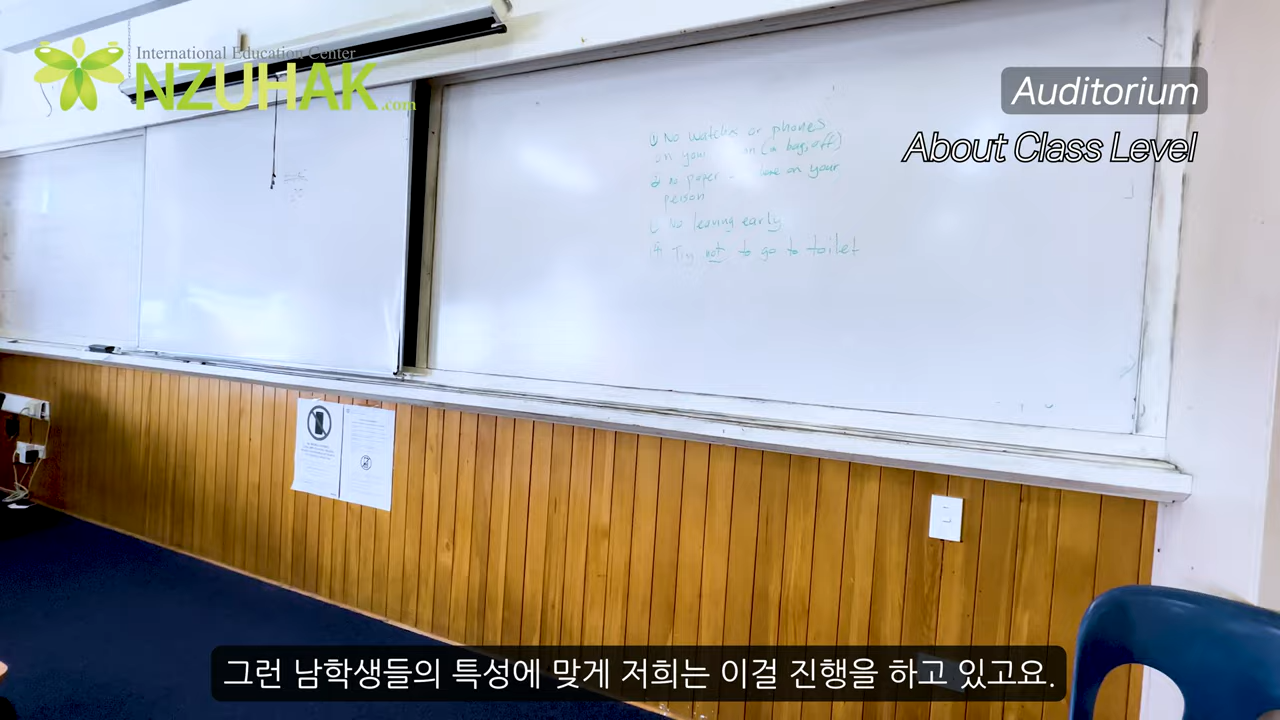 International Education Center
NZUHAK.com
Auditorium
About Class Level
① No watches or phones
on your (in bag, off)
② no paper on your
person
No leaving early
Try not to go to toilet
그런 남학생들의 특성에 맞게 저희는 이걸 진행을 하고 있고요.